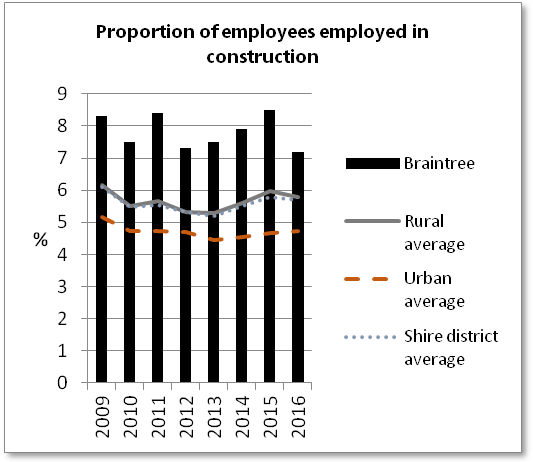 Proportion of employees employed in
construction
9
8
7
6
5
4
3
2
1
0
%
2009
2010
2011
2012
2013
2014
2015
2016
Braintree
Rural
average
Urban
average
Shire district
average